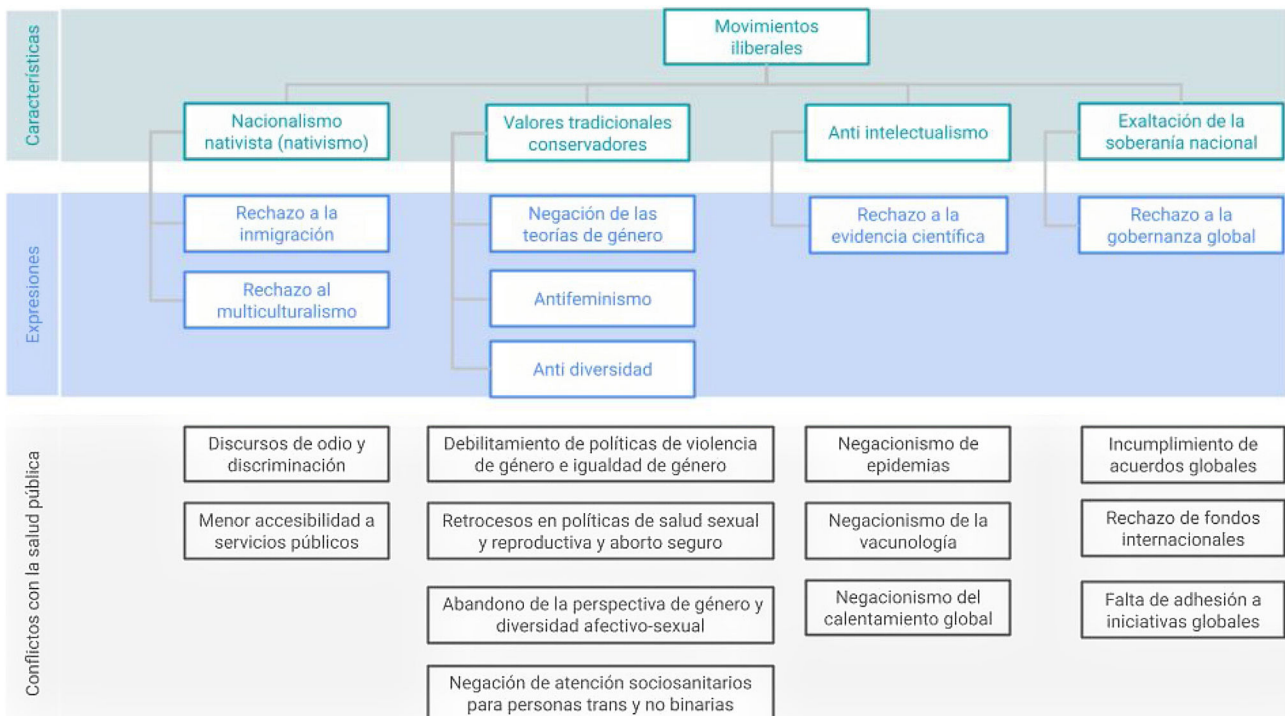 Características
Movimientos
iliberales
Nacionalismo
nativista (nativismo)
Valores tradicionales
conservadores
Anti intelectualismo
Exaltación de la
soberanía nacional
Expresiones
Rechazo a la
inmigración
Rechazo al
multiculturalismo
Negación de las
teorías de género
Antifeminismo
Anti diversidad
Rechazo a la
evidencia científica
Rechazo a la
gobernanza global
Conflictos con la salud pública
Discursos de odio y
discriminación
Menor accesibilidad a
servicios públicos
Debilitamiento de políticas de violencia
de género e igualdad de género
Retrocesos en políticas de salud sexual
y reproductiva y aborto seguro
Abandono de la perspectiva de género y
diversidad afectivo-sexual
Negación de atención sociosanitarios
para personas trans y no binarias
Negacionismo de
epidemias
Negacionismo de la
vacunología
Negacionismo del
calentamiento global
Incumplimiento de
acuerdos globales
Rechazo de fondos
internacionales
Falta de adhesión a
iniciativas globales